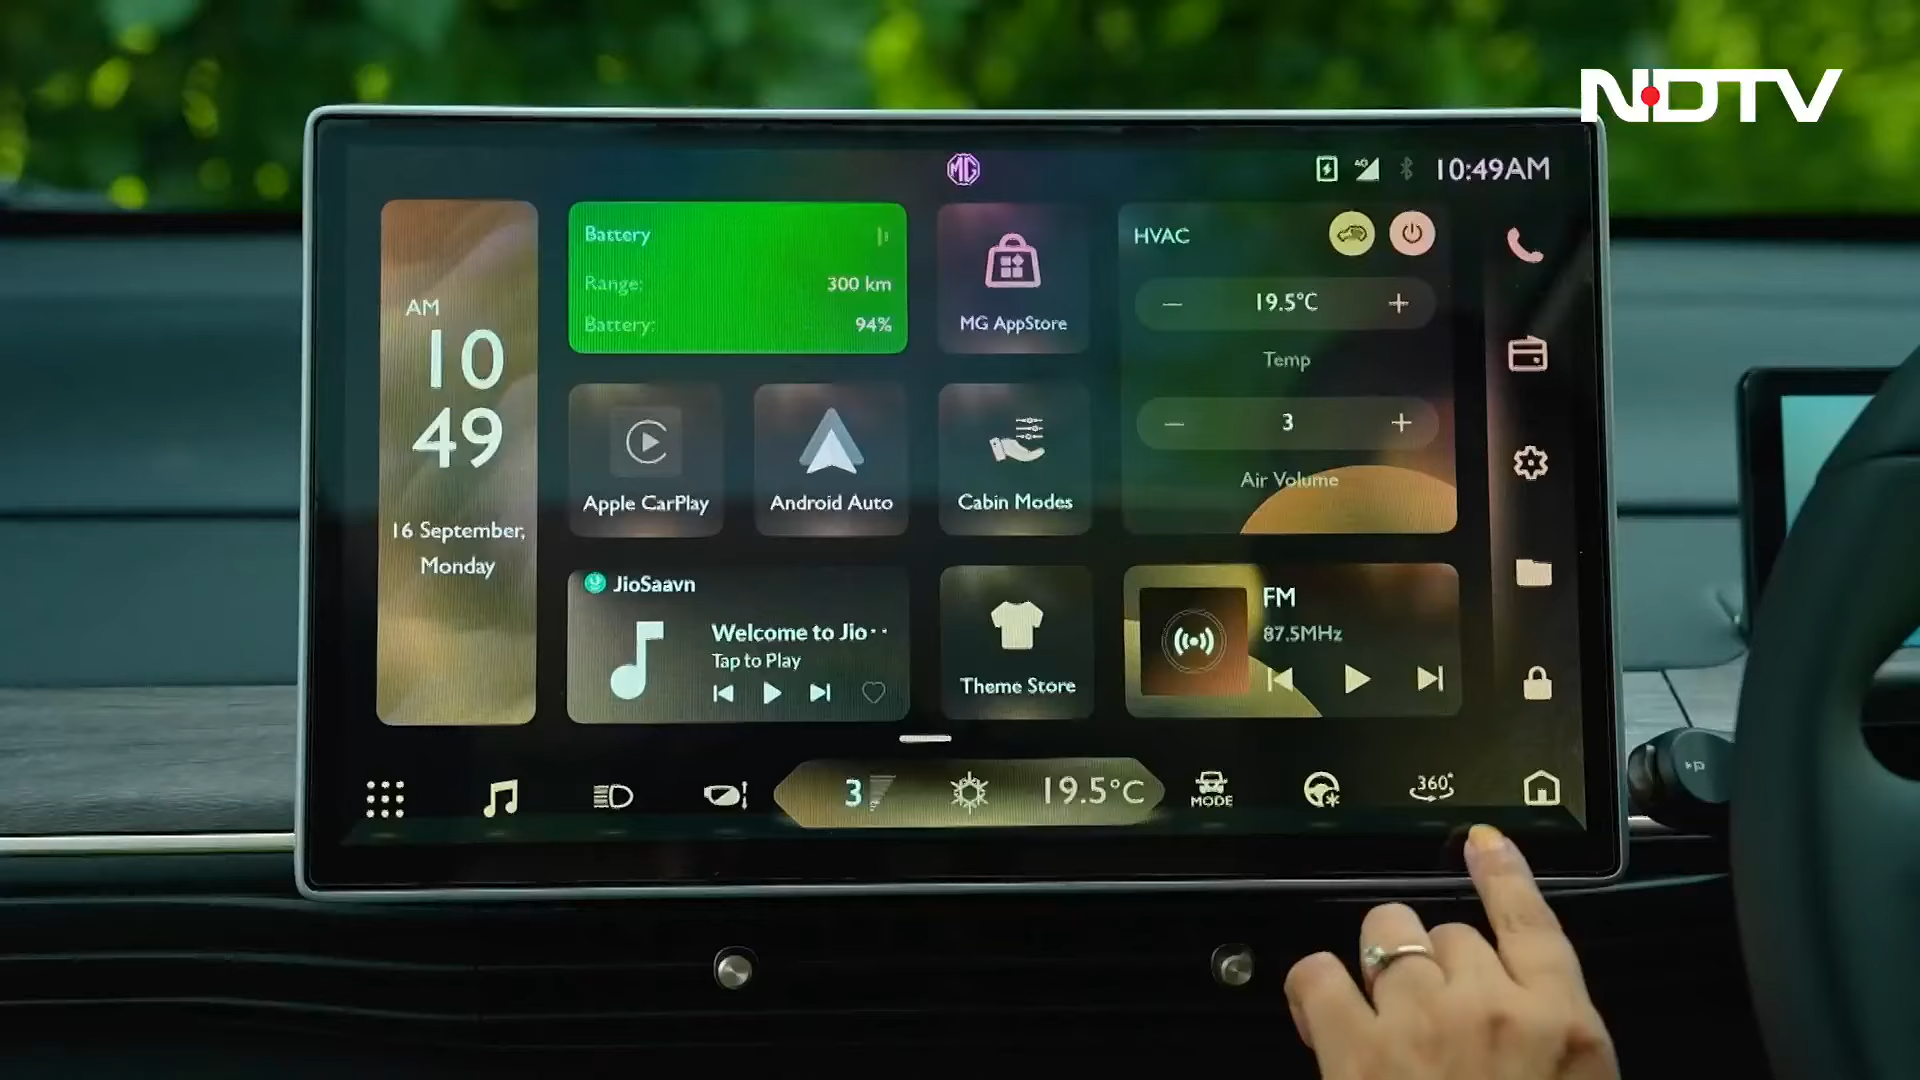 NDTV
MG
4G
10:49AM
AM
10
49
16 September,
Monday
Battery
Range: 300 km
Battery: 94%
MG AppStore
HVAC
19.5°C
Temp
3
Air Volume
Apple CarPlay
Android Auto
Cabin Modes
JioSaavn
Welcome to Jio··
Tap to Play
Theme Store
FM
87.5MHz
3
19.5°C
MODE
360°